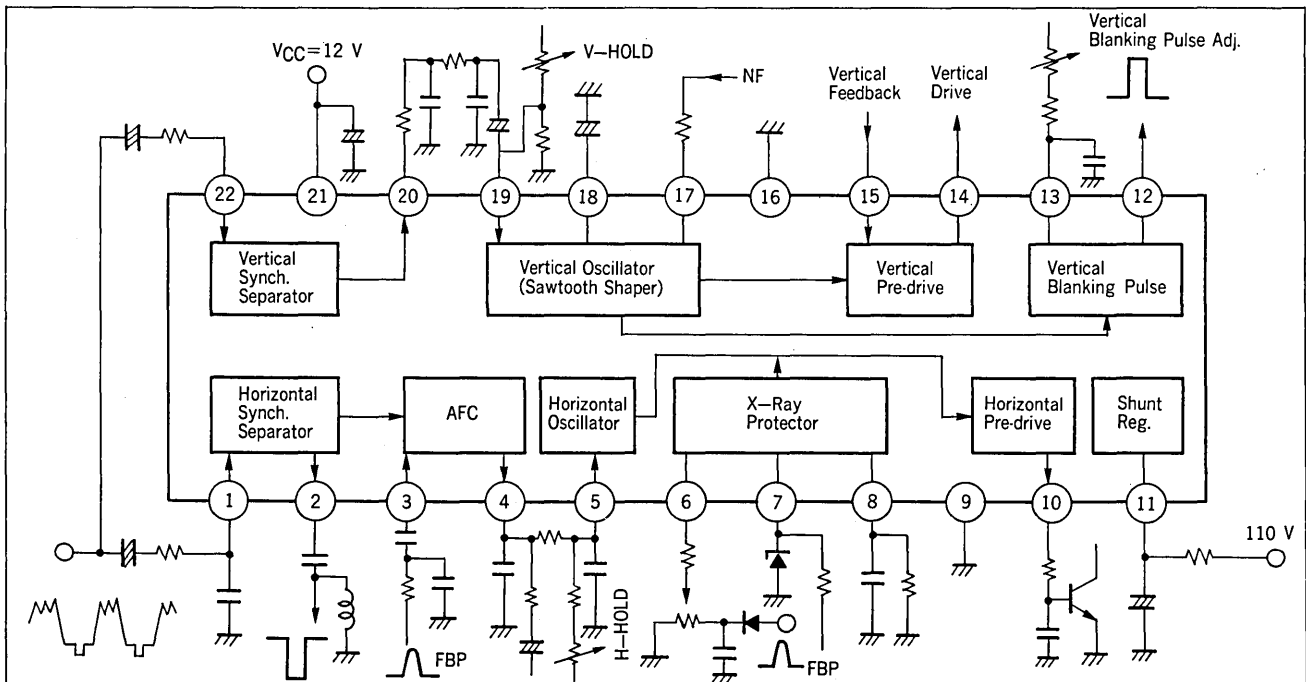 VCC=12 V
V-HOLD
NF
Vertical
Feedback
Vertical
Drive
Vertical
Blanking Pulse Adj.
22
21
20
19
18
17
16
15
14
13
12
Vertical
Synch.
Separator
Vertical Oscillator
(Sawtooth Shaper)
Vertical
Pre-drive
Vertical
Blanking Pulse
Horizontal
Synch.
Separator
AFC
Horizontal
Oscillator
X-Ray
Protector
Horizontal
Pre-drive
Shunt
Reg.
1
2
3
4
5
6
7
8
9
10
11
110 V
FBP
H-HOLD
FBP